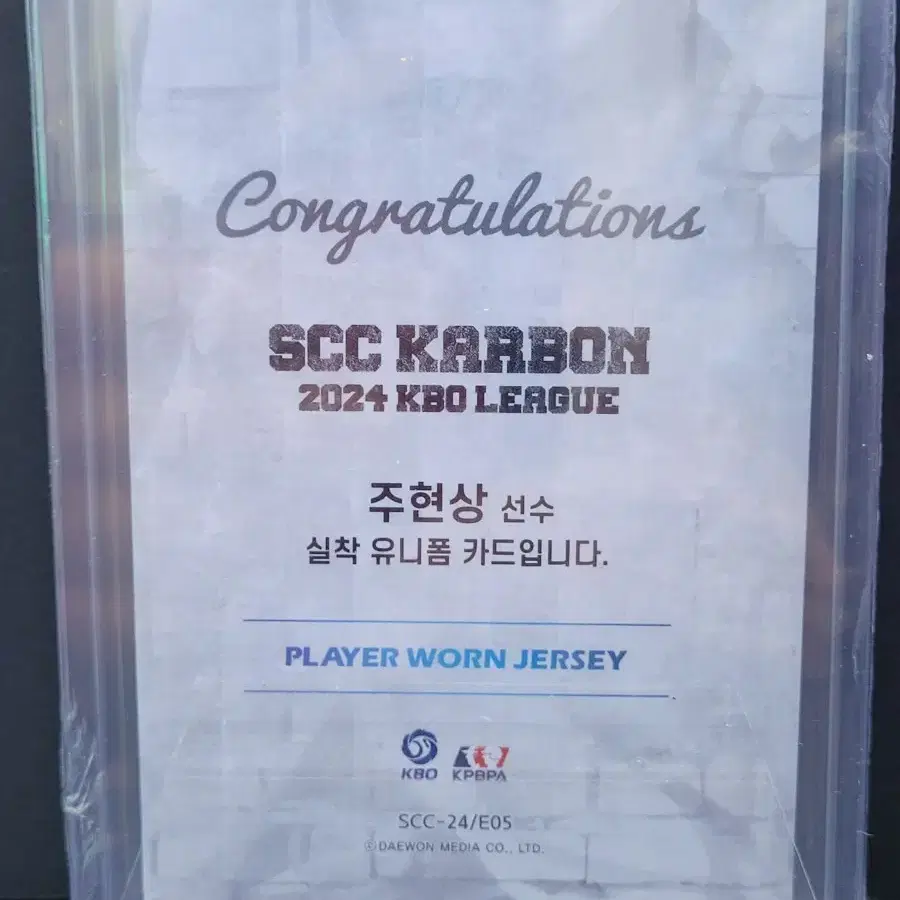 Congratulations
SCC KARBON
2024 KBO LEAGUE
주현상 선수
실착 유니폼 카드입니다.
PLAYER WORN JERSEY
KBO KPBPA
SCC-24/E05
ⓒDAEWON MEDIA CO., LTD.